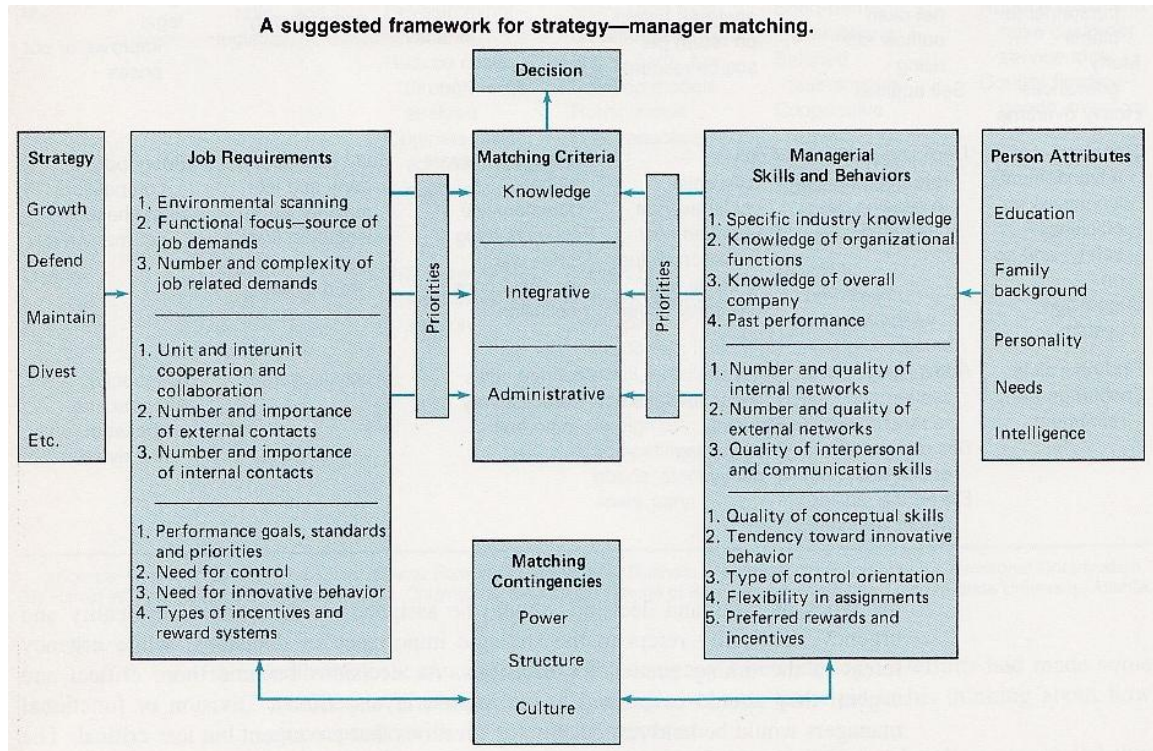 A suggested framework for strategy—manager matching.
Decision
Strategy
Growth
Defend
Maintain
Divest
Etc.
Job Requirements
1. Environmental scanning
2. Functional focus—source of
job demands
3. Number and complexity of
job related demands
1. Unit and interunit
cooperation and
collaboration
2. Number and importance
of external contacts
3. Number and importance
of internal contacts
1. Performance goals, standards
and priorities
2. Need for control
3. Need for innovative behavior
4. Types of incentives and
reward systems
Priorities
Matching Criteria
Knowledge
Integrative
Administrative
Priorities
Managerial
Skills and Behaviors
1. Specific industry knowledge
2. Knowledge of organizational
functions
3. Knowledge of overall
company
4. Past performance
1. Number and quality of
internal networks
2. Number and quality of
external networks
3. Quality of interpersonal
and communication skills
1. Quality of conceptual skills
2. Tendency toward innovative
behavior
3. Type of control orientation
4. Flexibility in assignments
5. Preferred rewards and
incentives
Person Attributes
Education
Family
background
Personality
Needs
Intelligence
Matching
Contingencies
Power
Structure
Culture